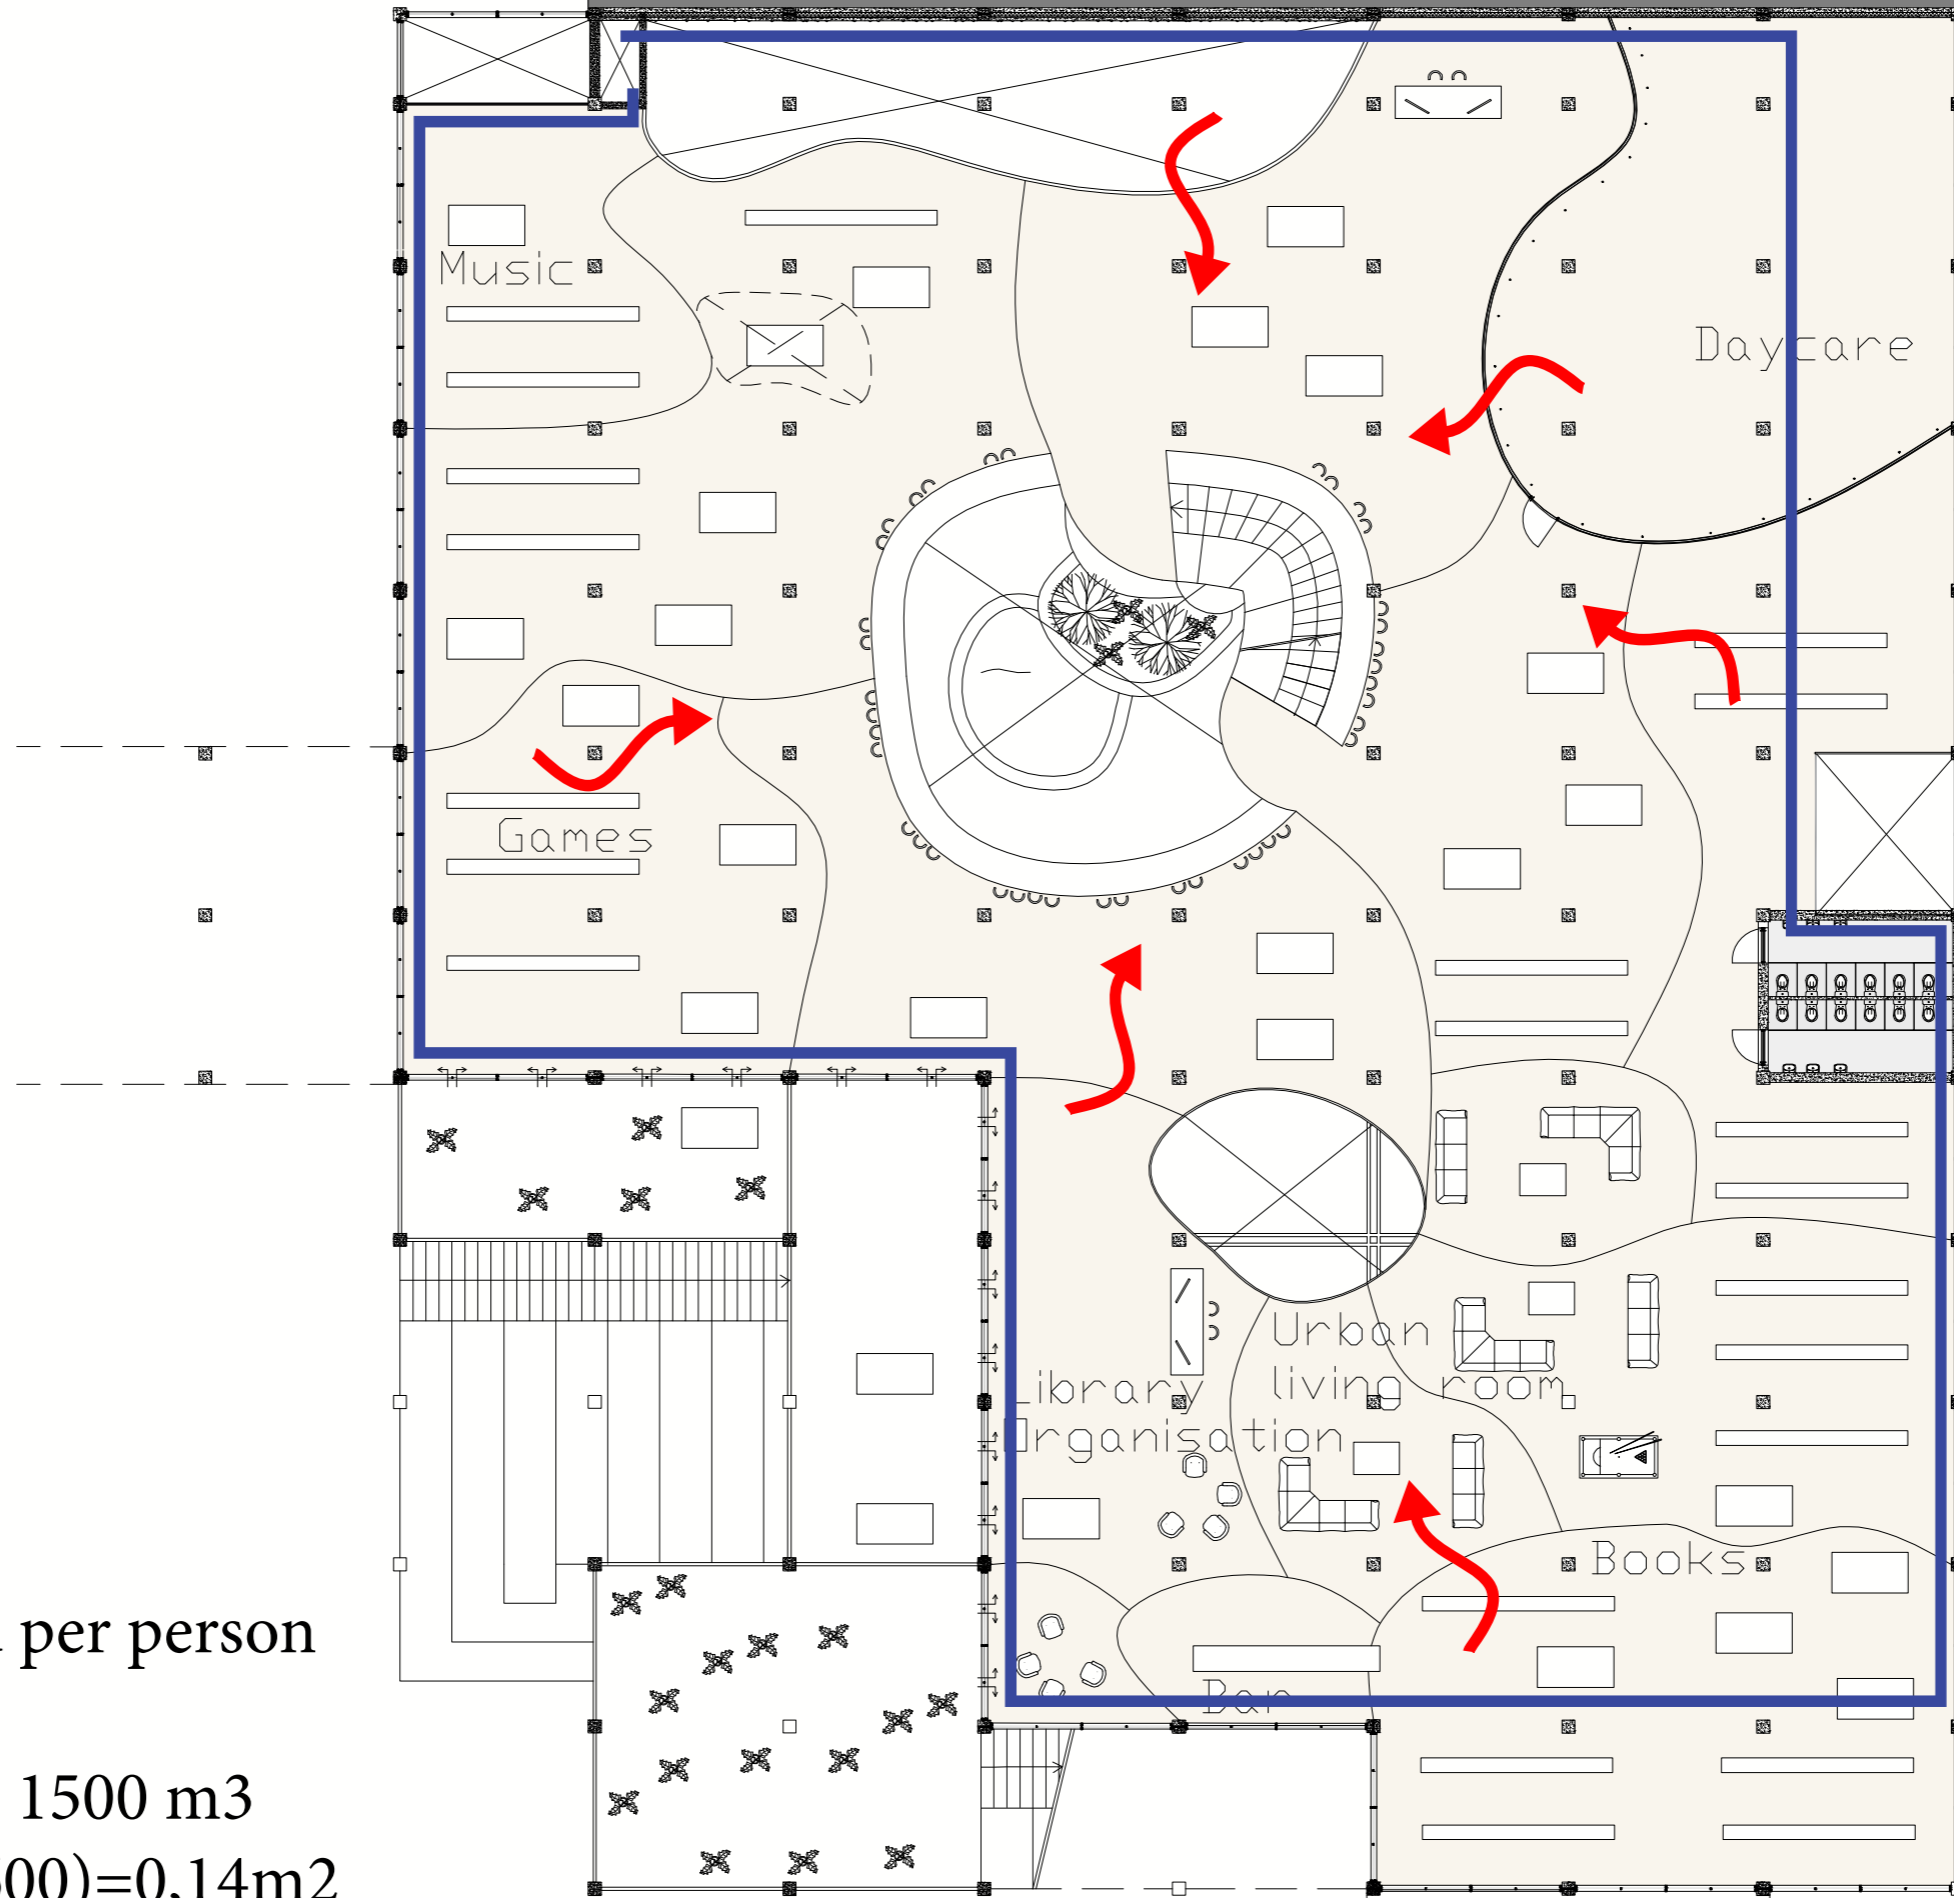 Music
Daycare
Games
Urban
living room
Library
Organisation
Books
Bar
per person
1500 m3
00)=0,14m2